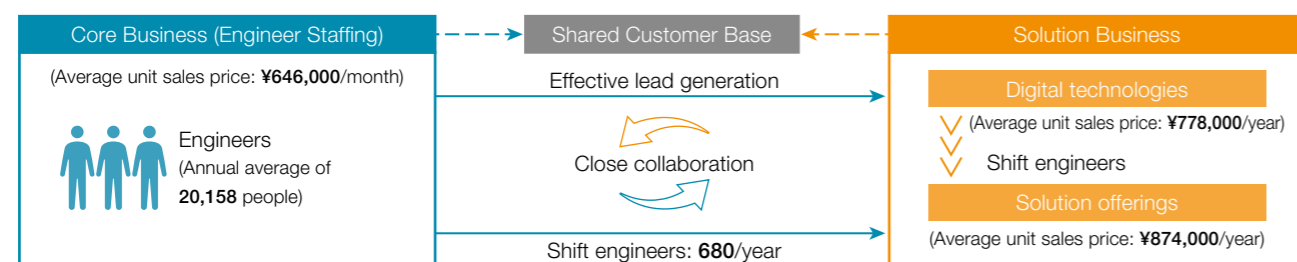 Core Business (Engineer Staffing)
(Average unit sales price: ¥646,000/month)
Engineers
(Annual average of
20,158 people)
Shared Customer Base
Effective lead generation
Close collaboration
Shift engineers: 680/year
Solution Business
Digital technologies
(Average unit sales price: ¥778,000/year)
Shift engineers
Solution offerings
(Average unit sales price: ¥874,000/year)